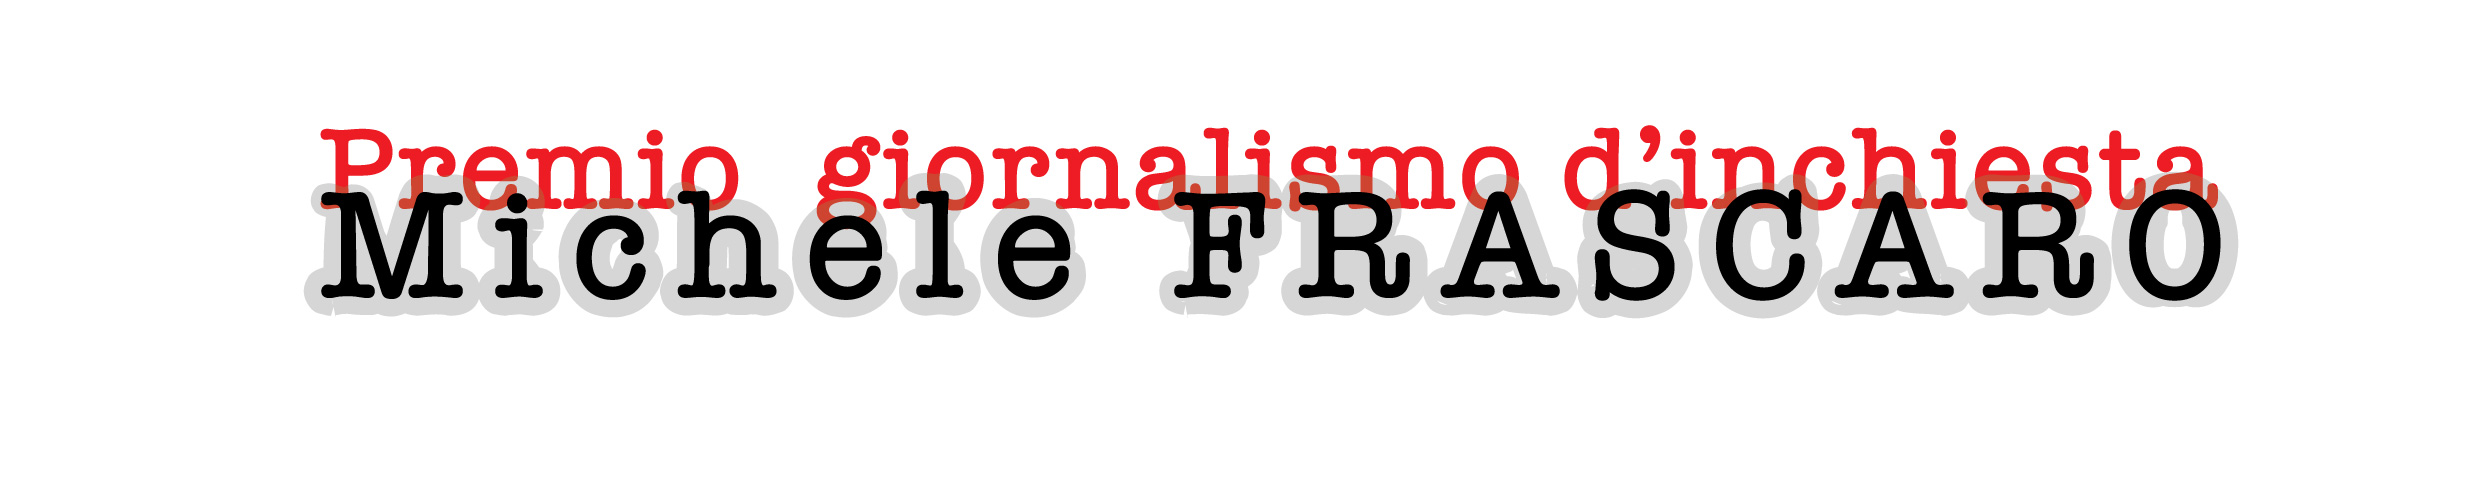 Premio giornalismo d’inchiesta
Michele FRASCARO